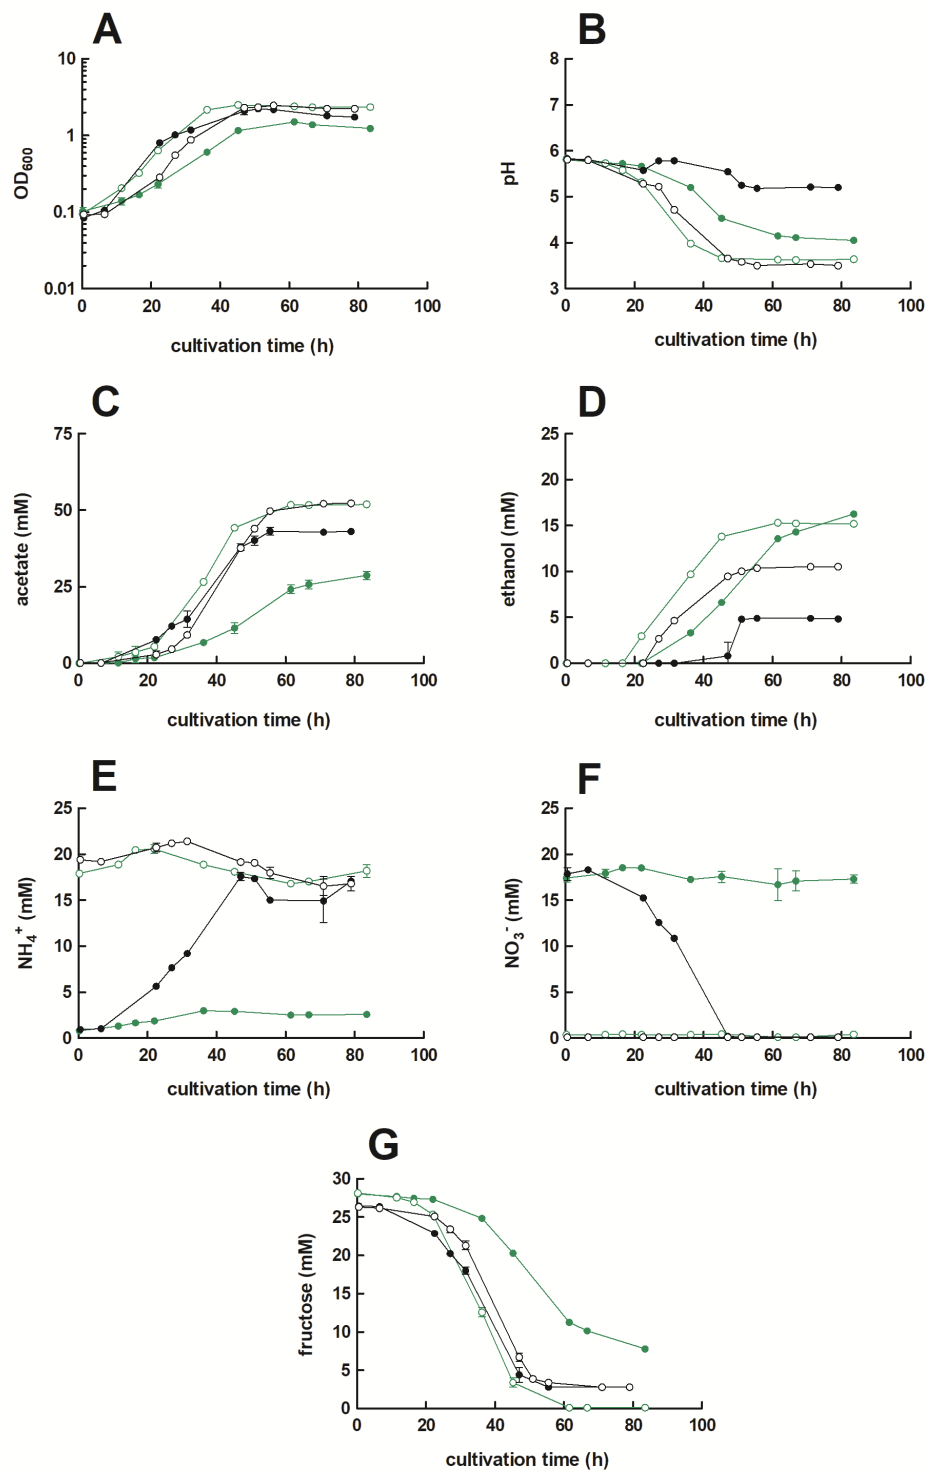 A
B
10
1
0.1
0.01
OD600
0 20 40 60 80 100
cultivation time (h)
8
7
6
5
4
3
pH
0 20 40 60 80 100
cultivation time (h)
C
D
75
50
25
0
acetate (mM)
0 20 40 60 80 100
cultivation time (h)
25
20
15
10
5
0
ethanol (mM)
0 20 40 60 80 100
cultivation time (h)
E
F
25
20
15
10
5
0
NH4+ (mM)
0 20 40 60 80 100
cultivation time (h)
25
20
15
10
5
0
NO3- (mM)
0 20 40 60 80 100
cultivation time (h)
G
30
25
20
15
10
5
0
fructose (mM)
0 20 40 60 80 100
cultivation time (h)